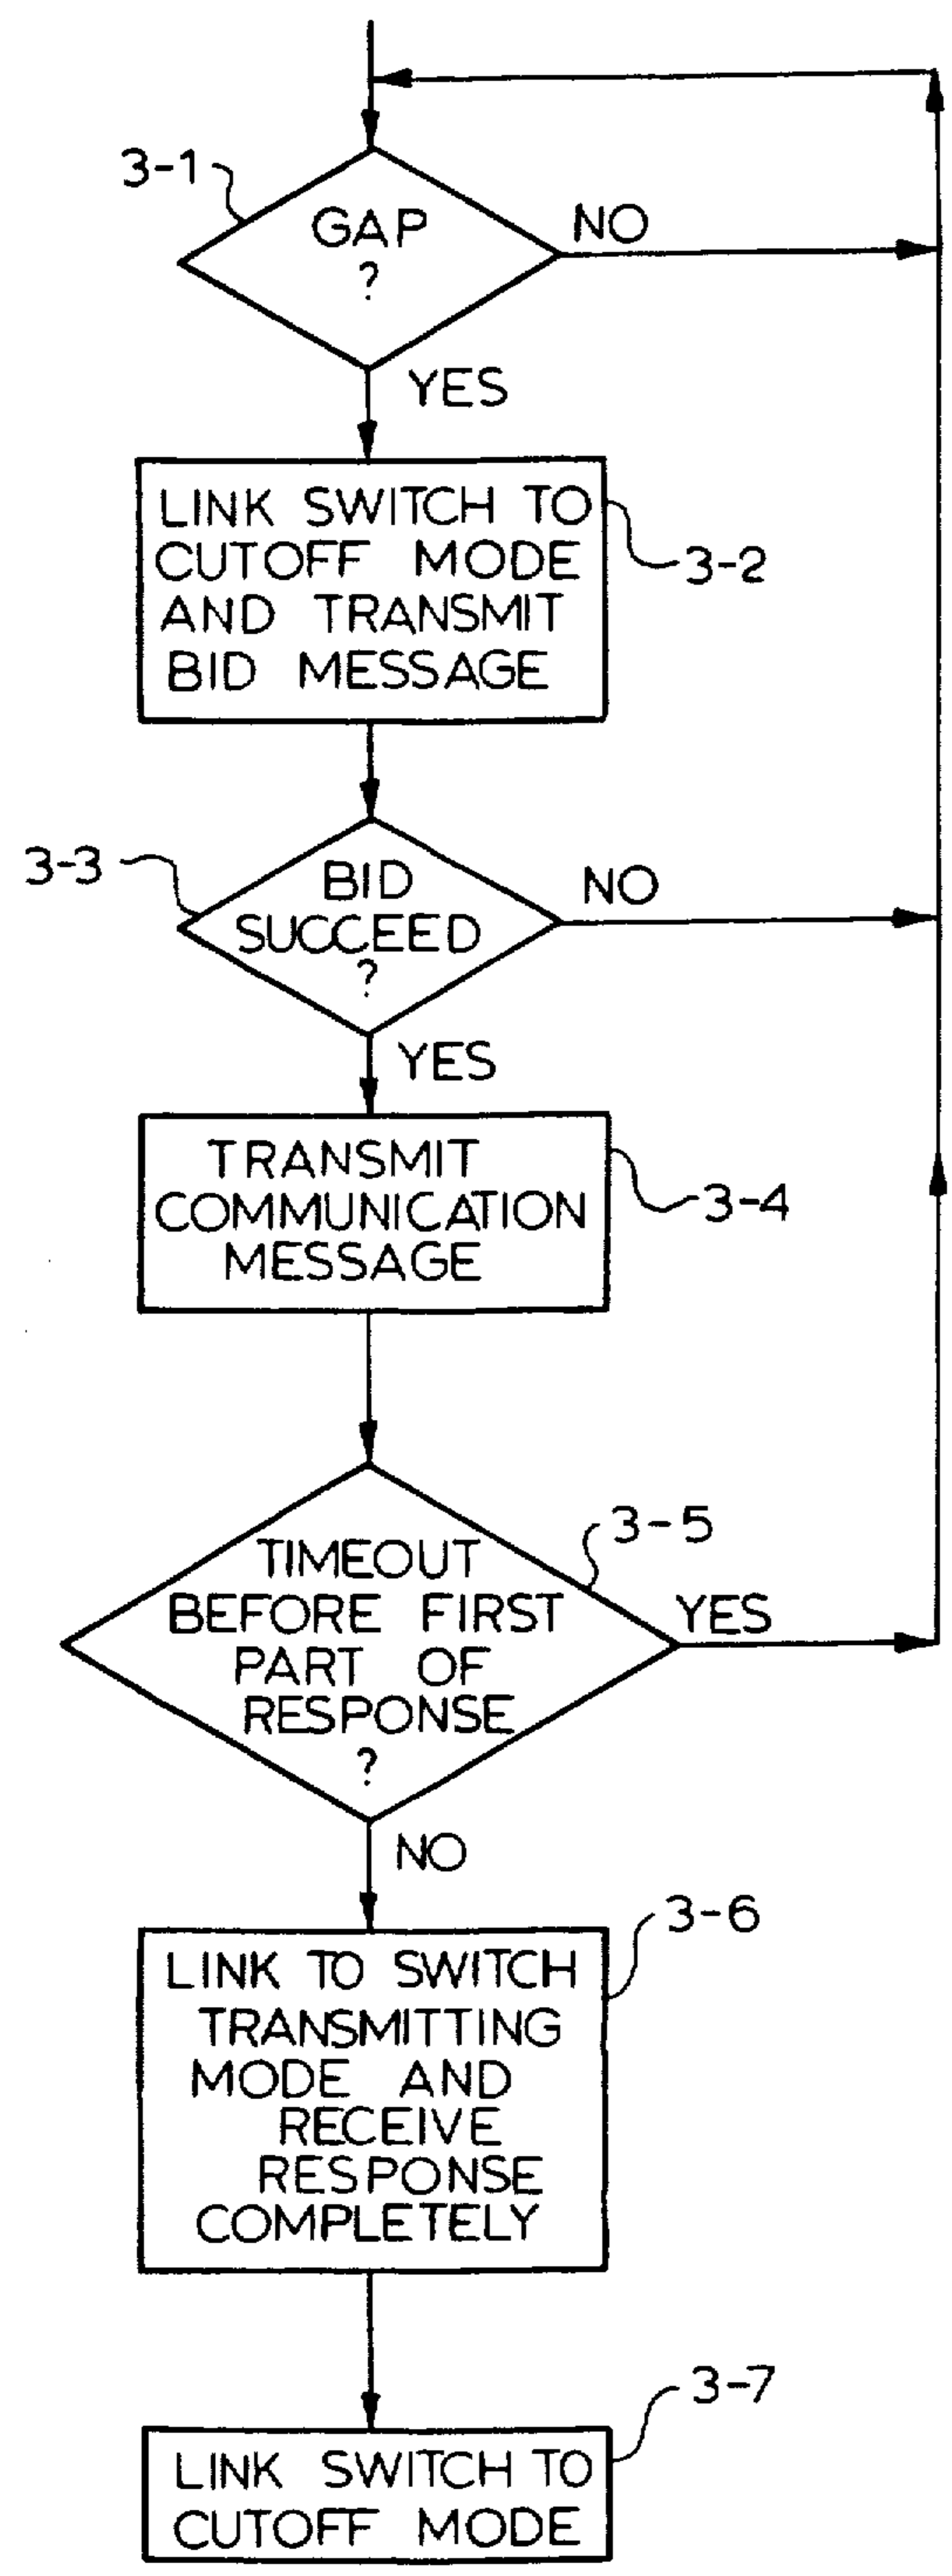 3-1
GAP
?
NO
YES
LINK SWITCH TO
CUTOFF MODE
AND TRANSMIT
BID MESSAGE
3-2
3-3
BID
SUCCEED
?
NO
YES
TRANSMIT
COMMUNICATION
MESSAGE
3-4
3-5
TIMEOUT
BEFORE FIRST
PART OF
RESPONSE
?
YES
NO
3-6
LINK TO SWITCH
TRANSMITTING
MODE AND
RECEIVE
RESPONSE
COMPLETELY
3-7
LINK SWITCH TO
CUTOFF MODE